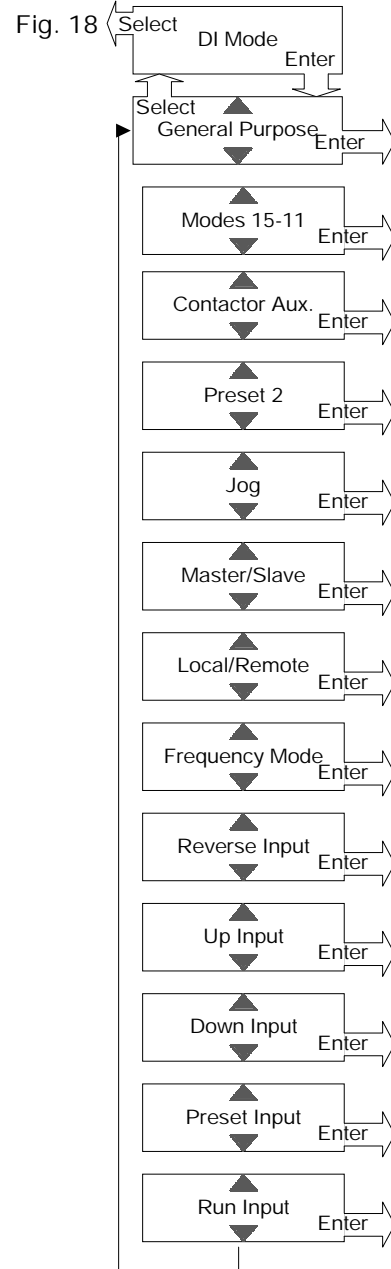 Fig. 18
Select
DI Mode
Enter
Select
General Purpose
Enter
Modes 15-11
Enter
Contactor Aux.
Enter
Preset 2
Enter
Jog
Enter
Master/Slave
Enter
Local/Remote
Enter
Frequency Mode
Enter
Reverse Input
Enter
Up Input
Enter
Down Input
Enter
Preset Input
Enter
Run Input
Enter